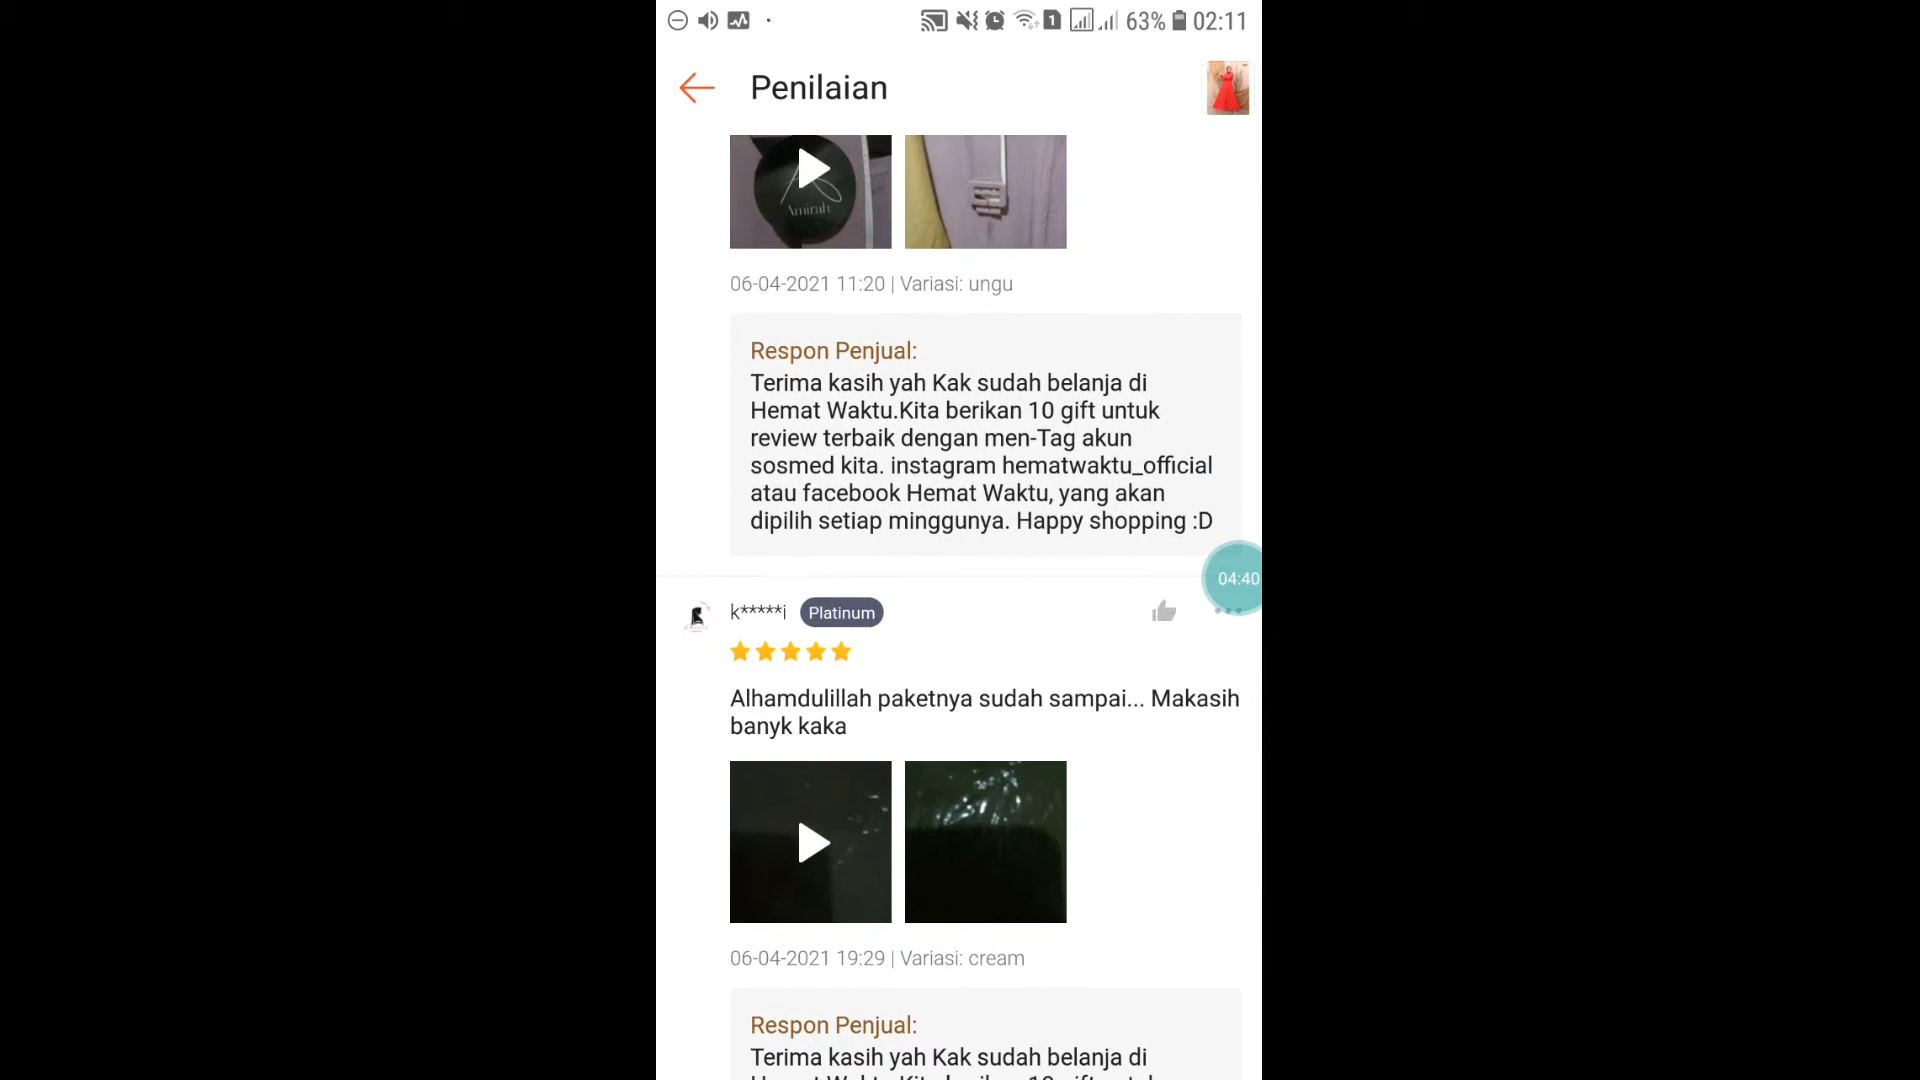 63% 02:11
Penilaian
Amirah
06-04-2021 11:20 | Variasi: ungu
Respon Penjual:
Terima kasih yah Kak sudah belanja di
Hemat Waktu.Kita berikan 10 gift untuk
review terbaik dengan men-Tag akun
sosmed kita. instagram hematwaktu_official
atau facebook Hemat Waktu, yang akan
dipilih setiap minggunya. Happy shopping :D
04:40
k*****i Platinum
Alhamdulillah paketnya sudah sampai... Makasih
banyk kaka
06-04-2021 19:29 | Variasi: cream
Respon Penjual:
Terima kasih yah Kak sudah belanja di